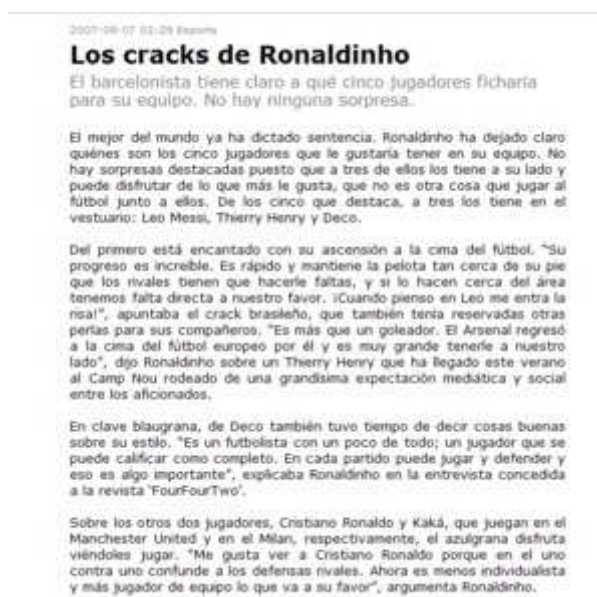 2007-08-07 02:29 Esports
Los cracks de Ronaldinho
El barcelonista tiene claro a qué cinco jugadores ficharía
para su equipo. No hay ninguna sorpresa.
El mejor del mundo ya ha dictado sentencia. Ronaldinho ha dejado claro
quiénes son los cinco jugadores que le gustaría tener en su equipo. No
hay sorpresas destacadas puesto que a tres de ellos los tiene a su lado y
puede disfrutar de lo que más le gusta, que no es otra cosa que jugar al
fútbol junto a ellos. De los cinco que destaca, a tres los tiene en el
vestuario: Leo Messi, Thierry Henry y Deco.
Del primero está encantado con su ascensión a la cima del fútbol. "Su
progreso es increíble. Es rápido y mantiene la pelota tan cerca de su pie
que los rivales tienen que hacerle faltas, y si lo hacen cerca del área
tenemos falta directa a nuestro favor. ¡Cuando pienso en Leo me entra la
risa!", apuntaba el crack brasileño, que también tenía reservadas otras
perlas para sus compañeros. "Es más que un goleador. El Arsenal regresó
a la cima del fútbol europeo por él y es muy grande tenerle a nuestro
lado", dijo Ronaldinho sobre un Thierry Henry que ha llegado este verano
al Camp Nou rodeado de una grandísima expectación mediática y social
entre los aficionados.
En clave blaugrana, de Deco también tuvo tiempo de decir cosas buenas
sobre su estilo. "Es un futbolista con un poco de todo; un jugador que se
puede calificar como completo. En cada partido puede jugar y defender y
eso es algo importante", explicaba Ronaldinho en la entrevista concedida
a la revista 'FourFourTwo'.
Sobre los otros dos jugadores, Cristiano Ronaldo y Kaká, que juegan en el
Manchester United y en el Milan, respectivamente, el azulgrana disfruta
viéndoles jugar. "Me gusta ver a Cristiano Ronaldo porque en el uno
contra uno confunde a los defensas rivales. Ahora es menos individualista
y más jugador de equipo lo que va a su favor", argumenta Ronaldinho.